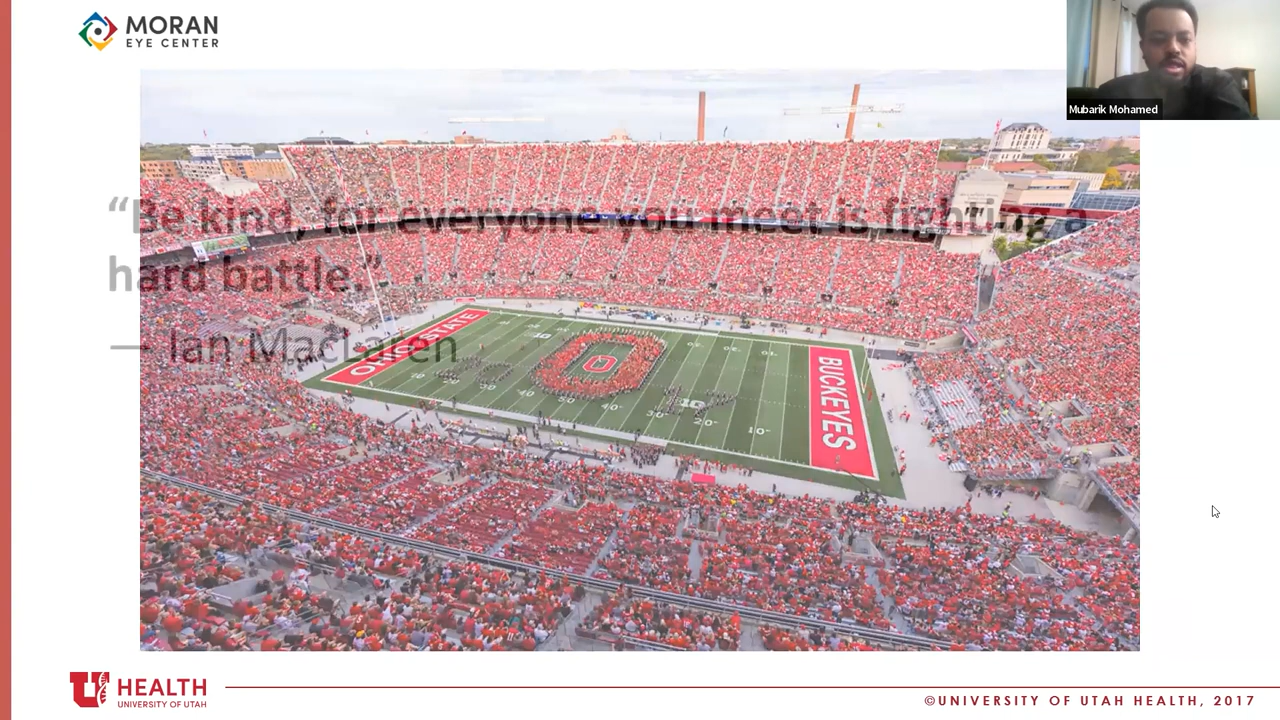 MORAN
EYE CENTER
Mubarik Mohamed
“Be kind, for everyone you meet is fighting a
hard battle.”
— Ian MacLaren
OHIO STATE
BUCKEYES
HEALTH
UNIVERSITY OF UTAH
©UNIVERSITY OF UTAH HEALTH, 2017